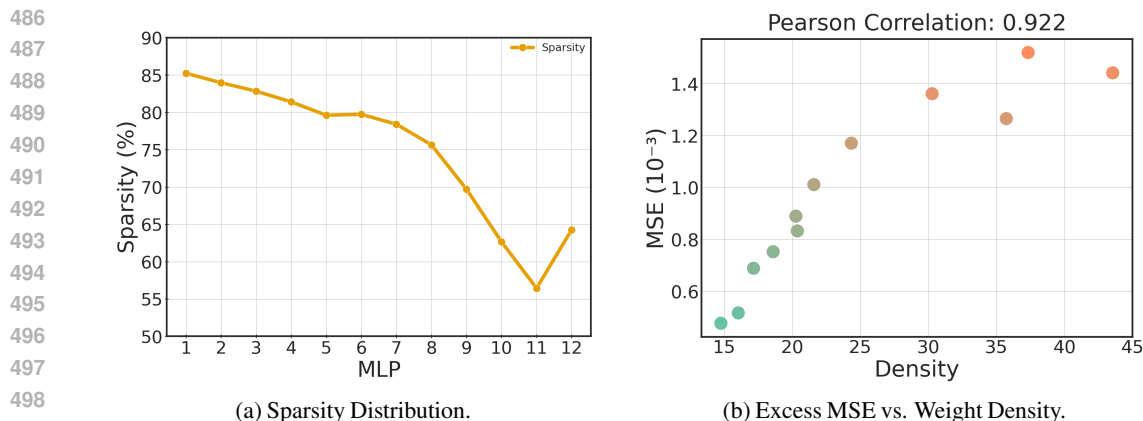 486
487
488
489
490
491
492
493
494
495
496
497
498
90
85
80
75
70
65
60
55
50
Sparsity (%)
Sparsity
1 2 3 4 5 6 7 8 9 10 11 12
MLP
(a) Sparsity Distribution.
Pearson Correlation: 0.922
1.4
1.2
1.0
0.8
0.6
MSE (10⁻³)
15 20 25 30 35 40 45
Density
(b) Excess MSE vs. Weight Density.